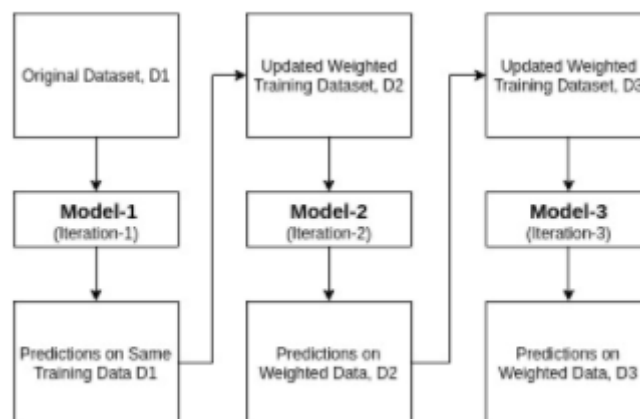 Original Dataset, D1
Updated Weighted
Training Dataset, D2
Updated Weighted
Training Dataset, D3
Model-1
(Iteration-1)
Model-2
(Iteration-2)
Model-3
(Iteration-3)
Predictions on Same
Training Data D1
Predictions on
Weighted Data, D2
Predictions on
Weighted Data, D3